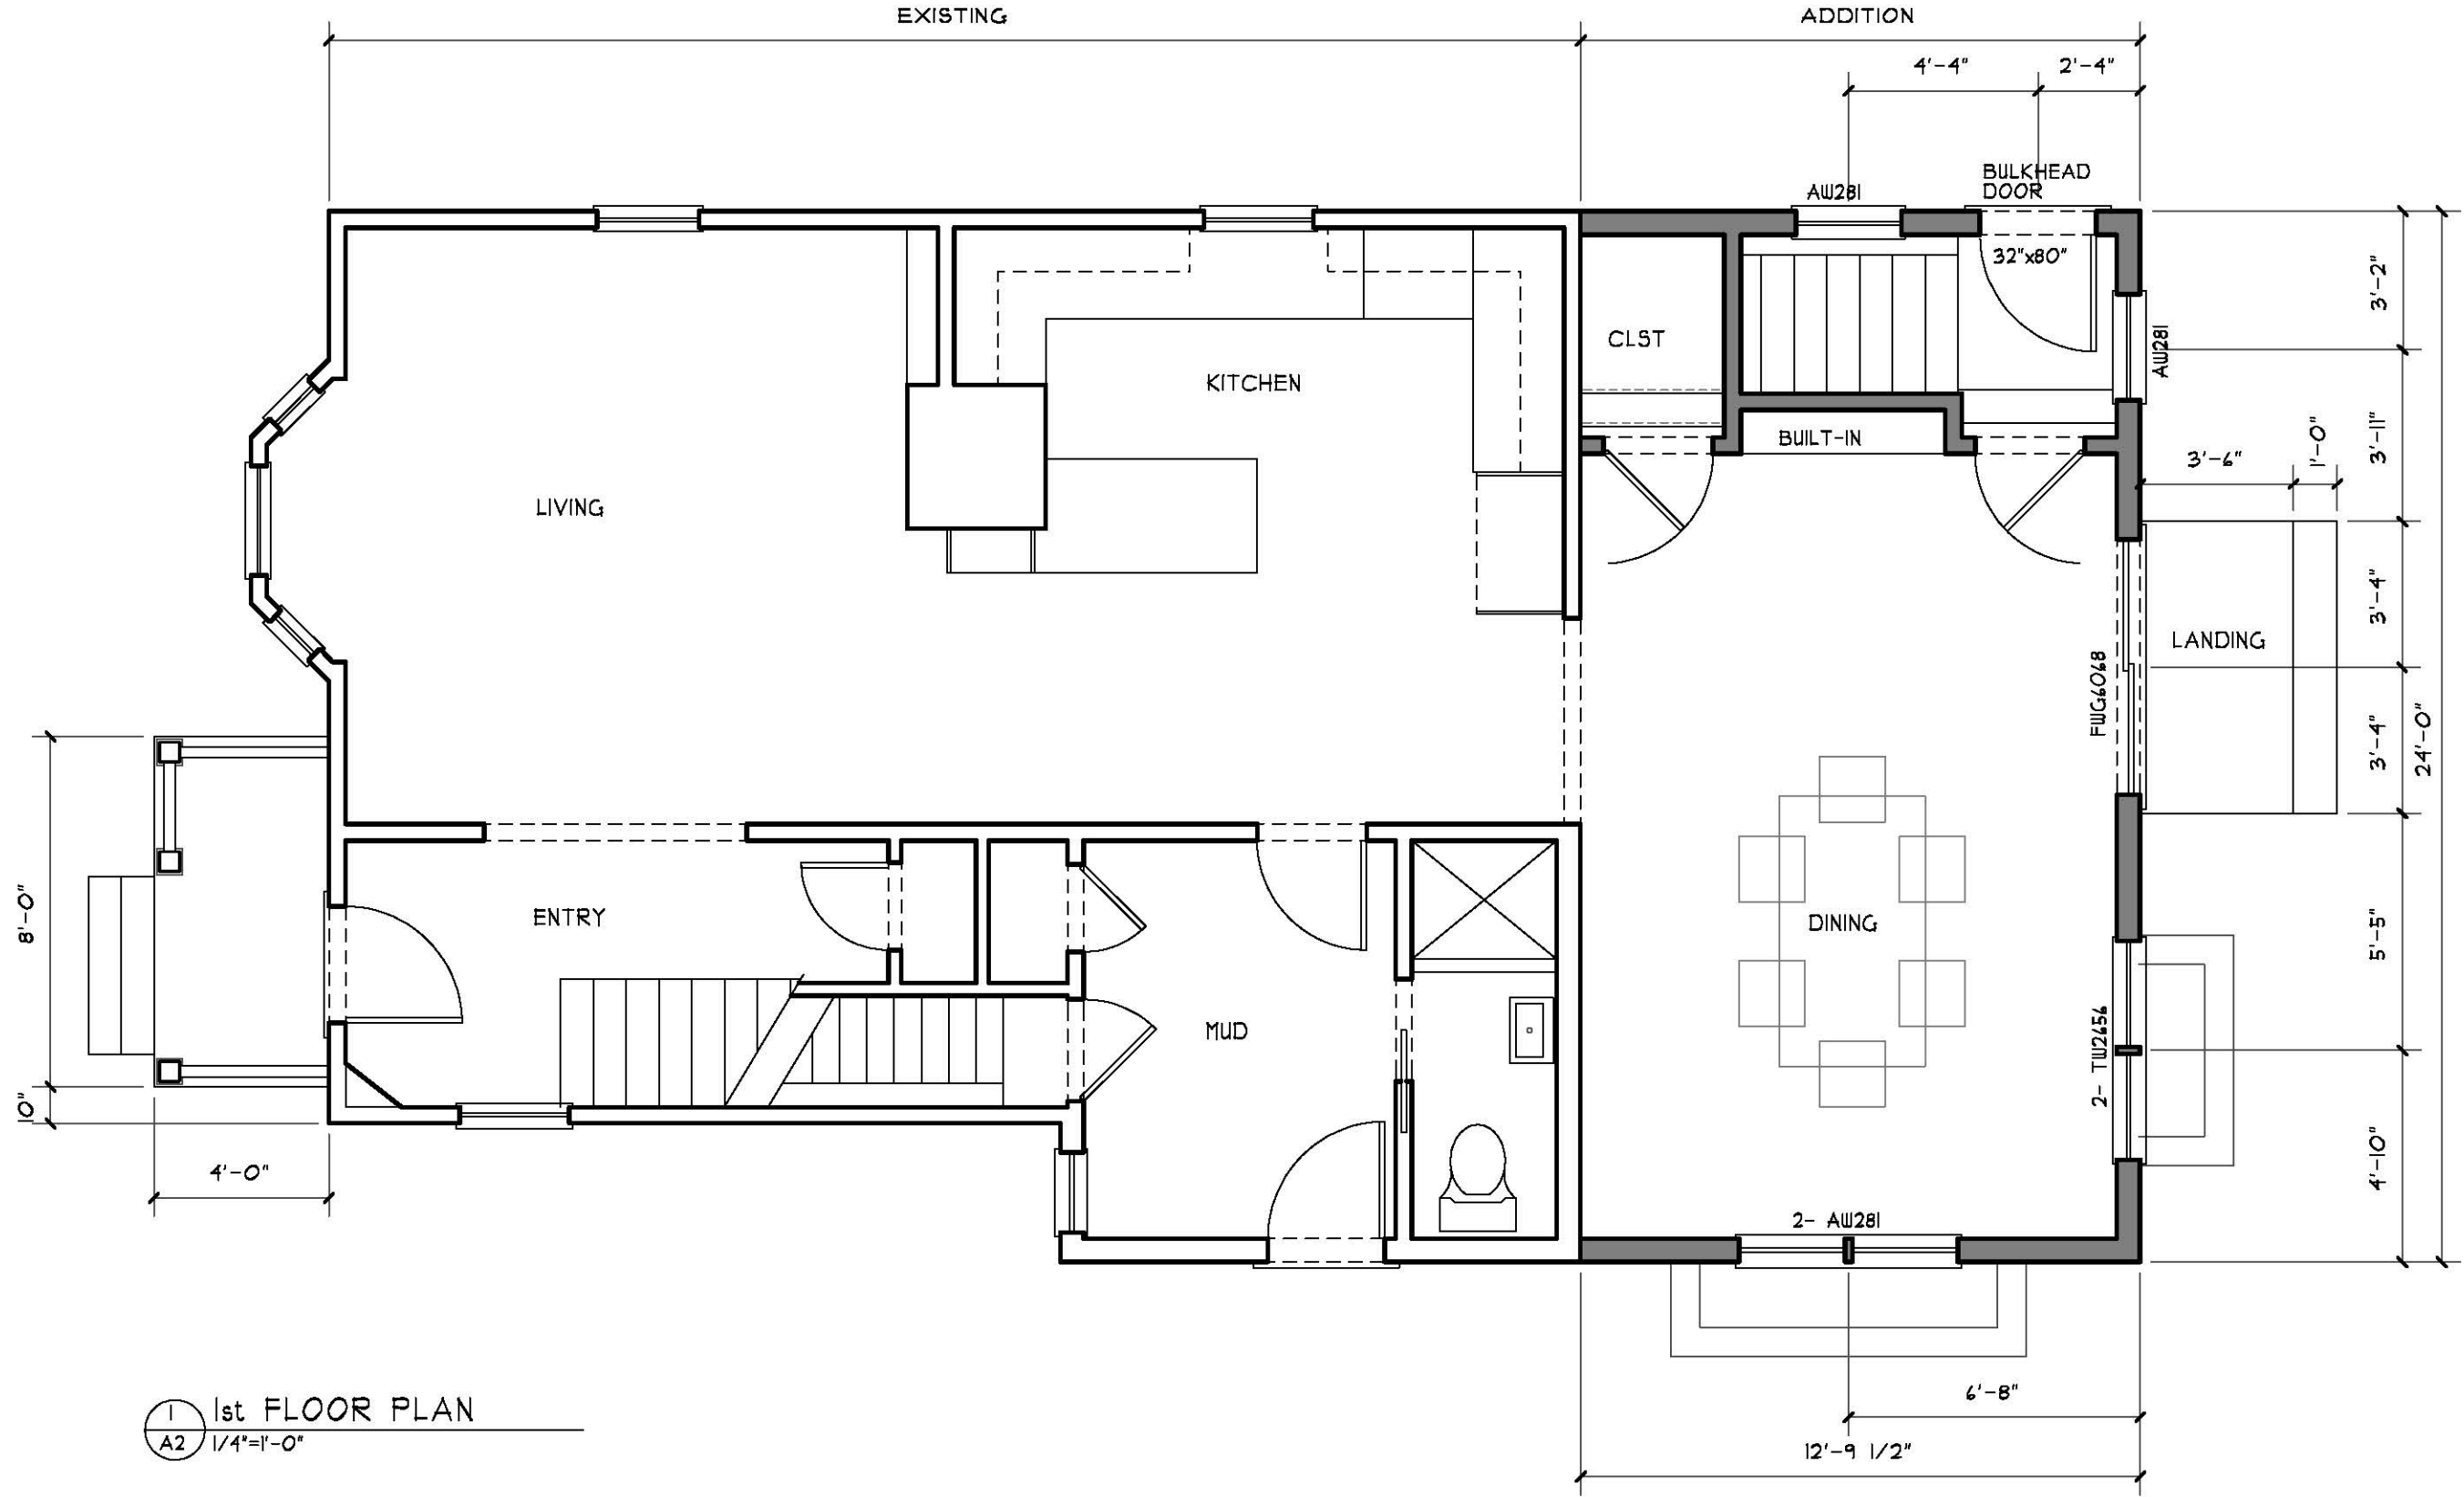 EXISTING
ADDITION
4'-4"
2'-4"
BULKHEAD
DOOR
AW281
32"x80"
3'-2"
CLST
AW281
KITCHEN
BUILT-IN
3'-11"
3'-6"
1'-0"
LIVING
3'-4"
LANDING
FWG6068
3'-4"
24'-0"
8'-0"
ENTRY
DINING
5'-5"
MUD
2- TW2656
10"
4'-0"
4'-10"
2- AW281
6'-8"
12'-9 1/2"
1
A2
1st FLOOR PLAN
1/4"=1'-0"